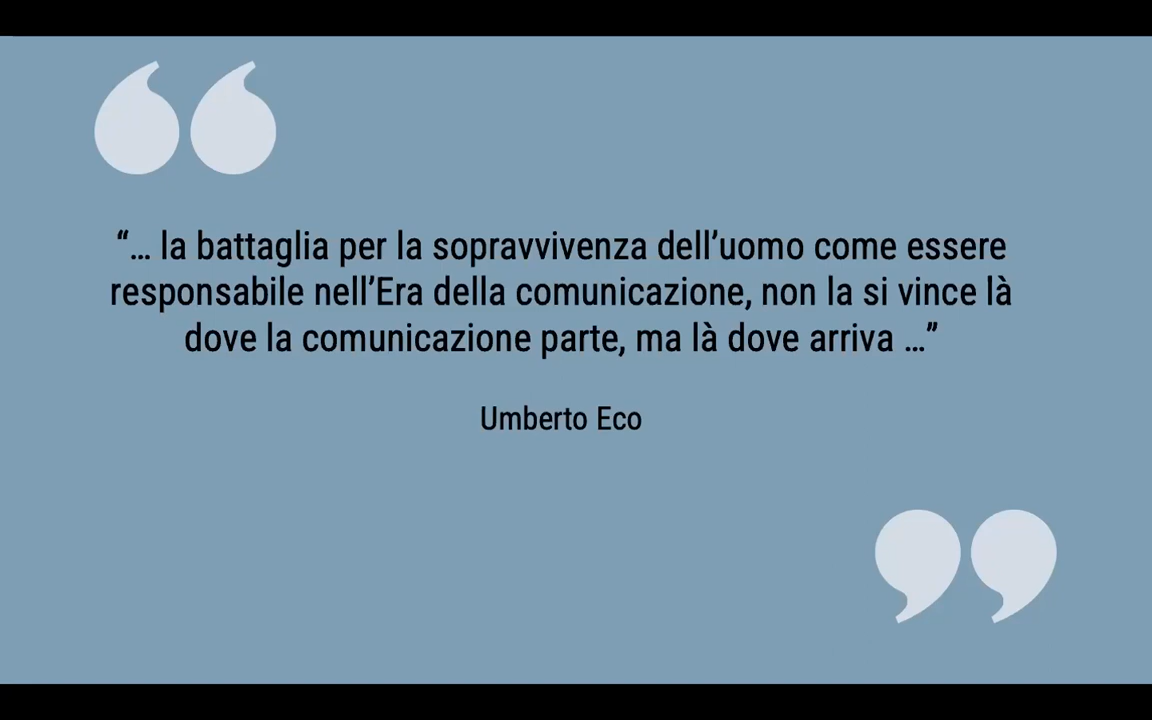 “... la battaglia per la sopravvivenza dell’uomo come essere
responsabile nell’Era della comunicazione, non la si vince là
dove la comunicazione parte, ma là dove arriva ...”
Umberto Eco